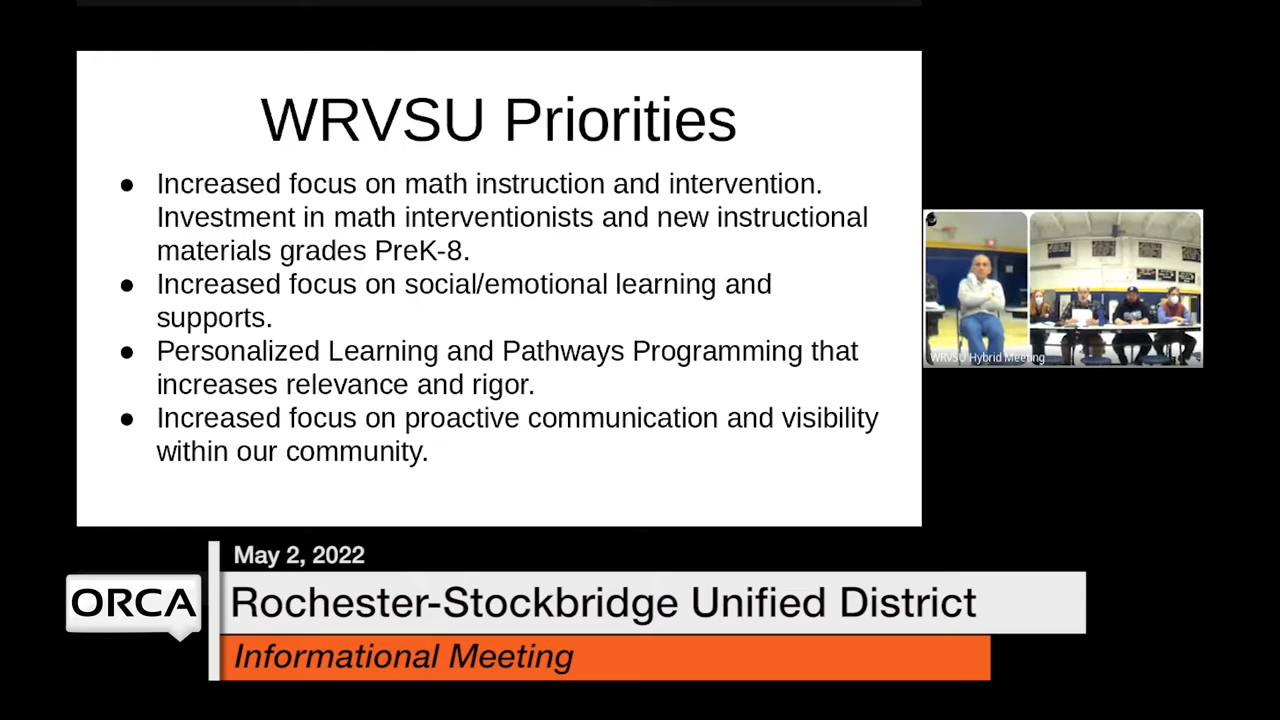 WRVSU Priorities
● Increased focus on math instruction and intervention.
Investment in math interventionists and new instructional
materials grades PreK-8.
● Increased focus on social/emotional learning and
supports.
● Personalized Learning and Pathways Programming that
increases relevance and rigor.
● Increased focus on proactive communication and visibility
within our community.
WRVSU Hybrid Meeting
May 2, 2022
ORCA
Rochester-Stockbridge Unified District
Informational Meeting